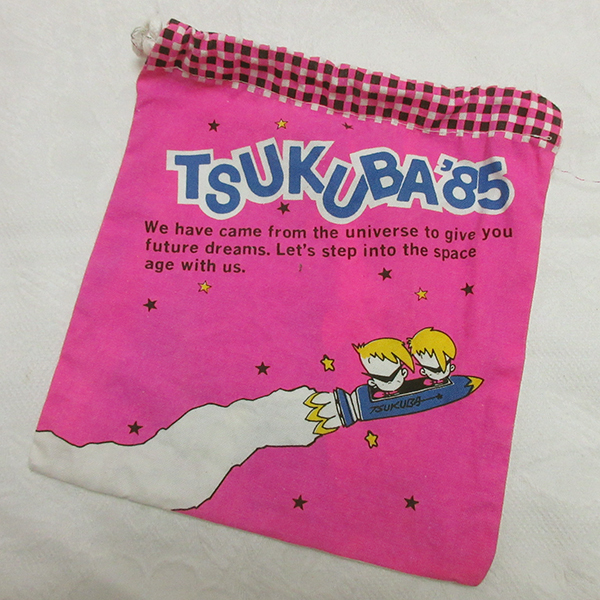 TSUKUBA'85
We have came from the universe to give you
future dreams. Let's step into the space
age with us.
TSUKUBA